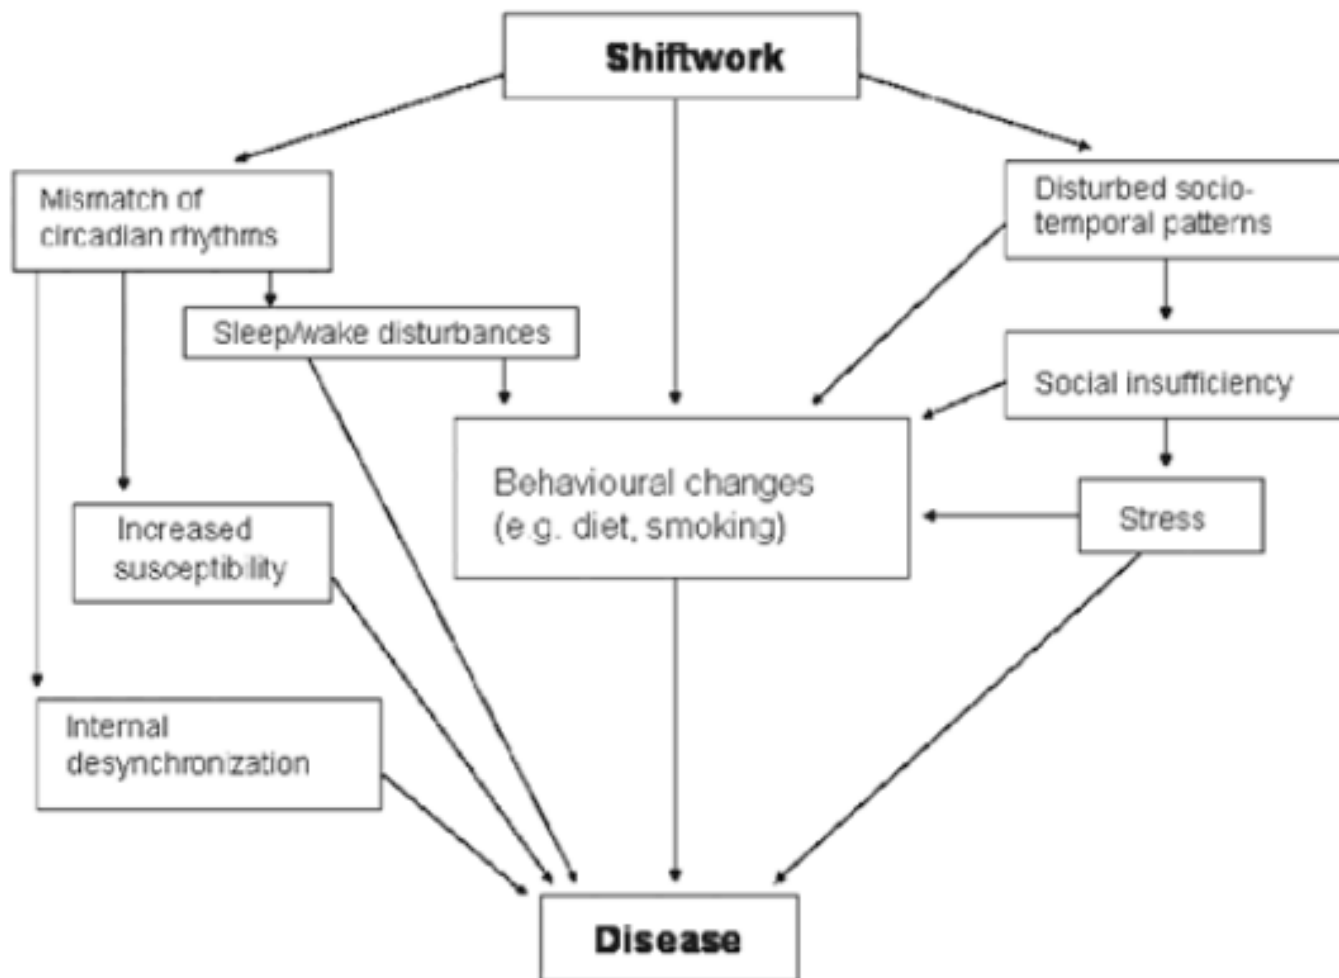 Shiftwork
Mismatch of
circadian rhythms
Disturbed socio-
temporal patterns
Sleep/wake disturbances
Social insufficiency
Behavioural changes
(e.g. diet, smoking)
Stress
Increased
susceptibility
Internal
desynchronization
Disease